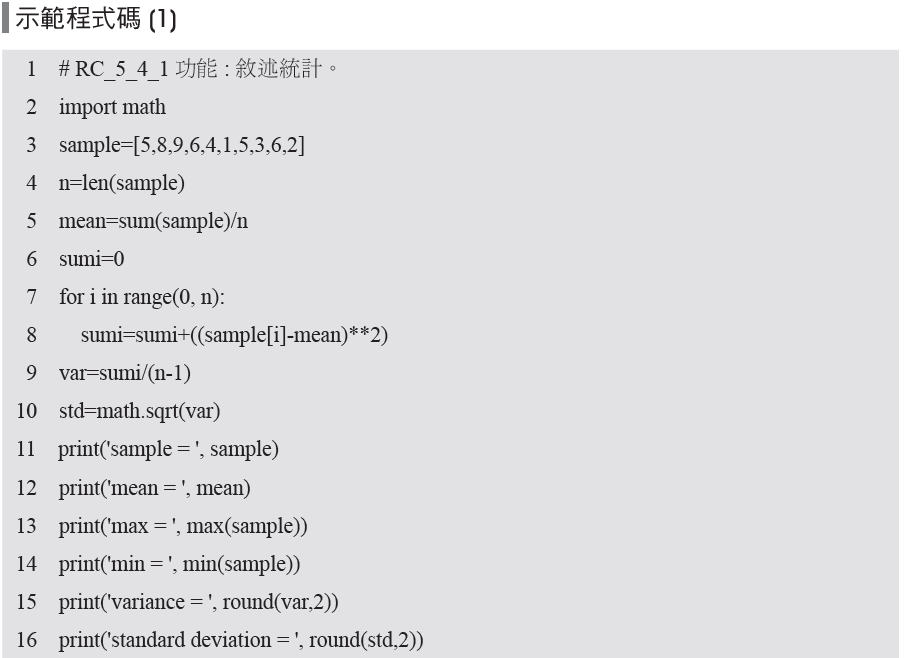 示範程式碼 (1)
1 # RC_5_4_1 功能 : 敘述統計。
2 import math
3 sample=[5,8,9,6,4,1,5,3,6,2]
4 n=len(sample)
5 mean=sum(sample)/n
6 sumi=0
7 for i in range(0, n):
8 sumi=sumi+((sample[i]-mean)**2)
9 var=sumi/(n-1)
10 std=math.sqrt(var)
11 print('sample = ', sample)
12 print('mean = ', mean)
13 print('max = ', max(sample))
14 print('min = ', min(sample))
15 print('variance = ', round(var,2))
16 print('standard deviation = ', round(std,2))